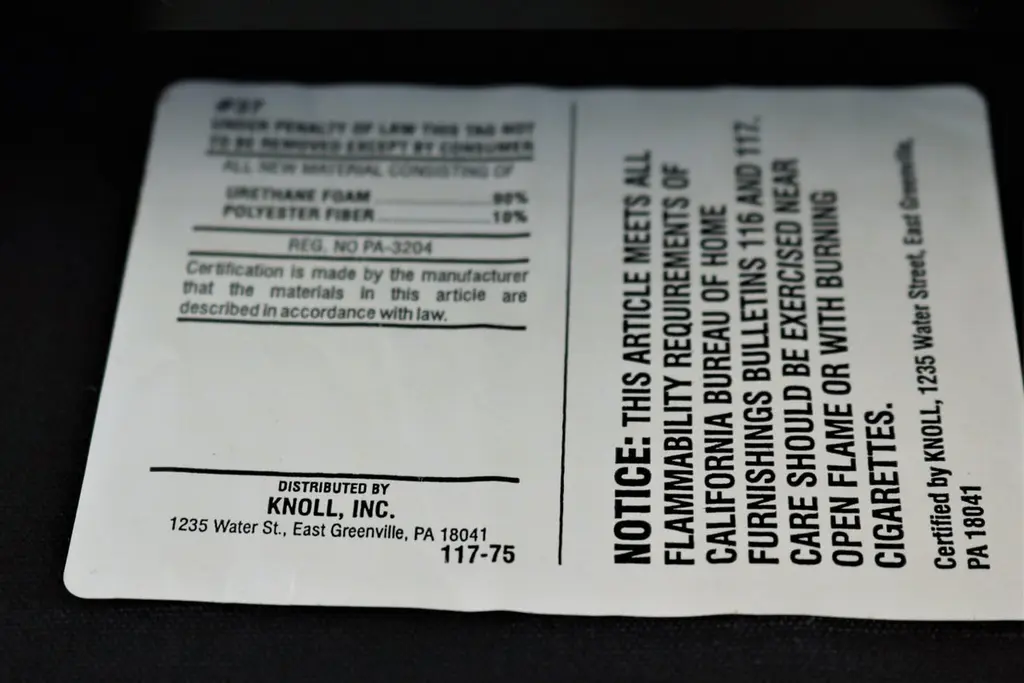 #37
UNDER PENALTY OF LAW THIS TAG NOT
TO BE REMOVED EXCEPT BY CONSUMER
ALL NEW MATERIAL CONSISTING OF
URETHANE FOAM 90%
POLYESTER FIBER 10%
REG. NO PA-3204
Certification is made by the manufacturer
that the materials in this article are
described in accordance with law.
DISTRIBUTED BY
KNOLL, INC.
1235 Water St., East Greenville, PA 18041
117-75
NOTICE: THIS ARTICLE MEETS ALL
FLAMMABILITY REQUIREMENTS OF
CALIFORNIA BUREAU OF HOME
FURNISHINGS BULLETINS 116 AND 117.
CARE SHOULD BE EXERCISED NEAR
OPEN FLAME OR WITH BURNING
CIGARETTES.
Certified by KNOLL, 1235 Water Street, East Greenville,
PA 18041